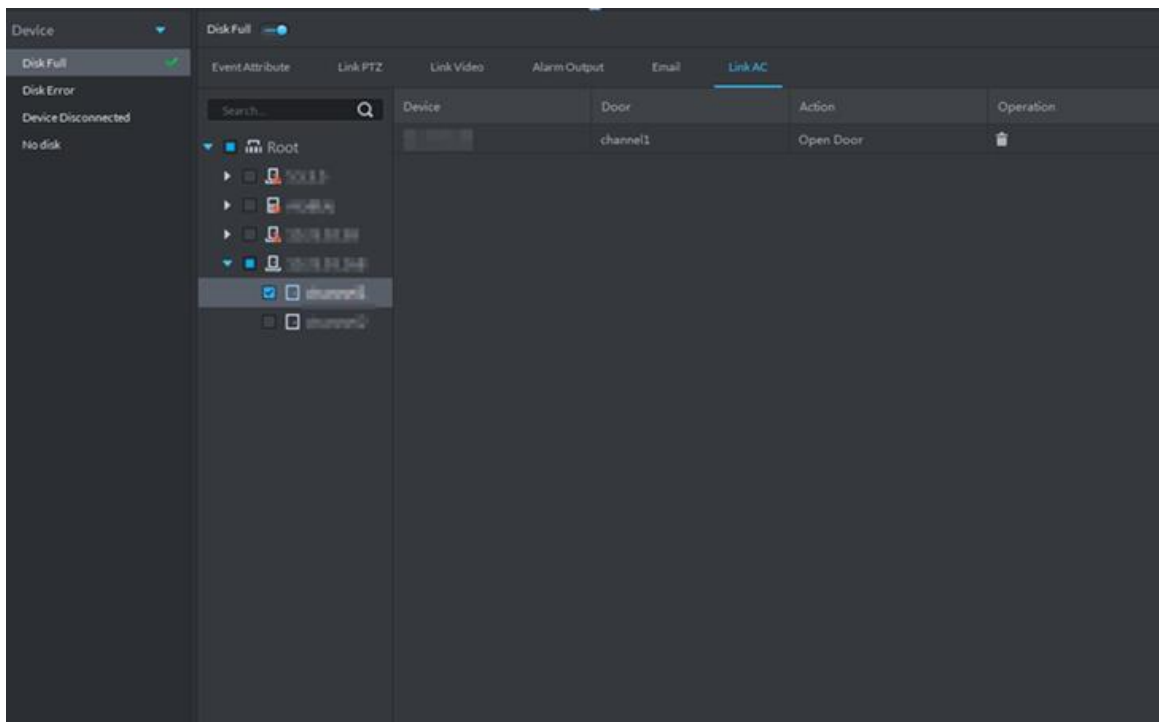 Device
Disk Full
Disk Error
Device Disconnected
No disk
Disk Full
Event Attribute Link PTZ Link Video Alarm Output Email Link AC
Search...
Root
Device Door Action Operation
channel1 Open Door